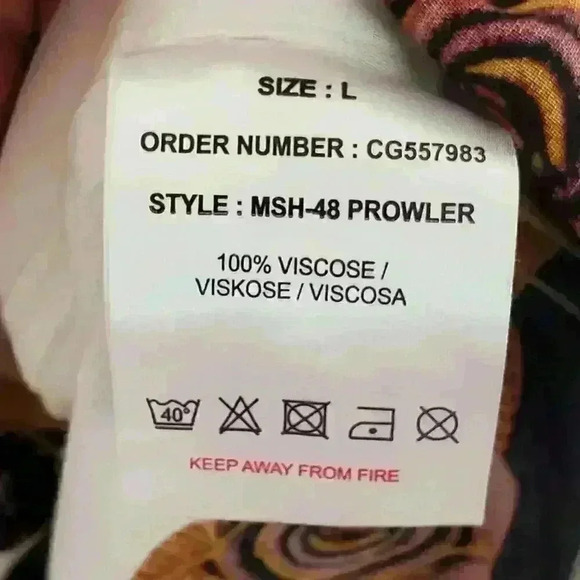 SIZE : L
ORDER NUMBER : CG557983
STYLE : MSH-48 PROWLER
100% VISCOSE /
VISKOSE / VISCOSA
40°
KEEP AWAY FROM FIRE